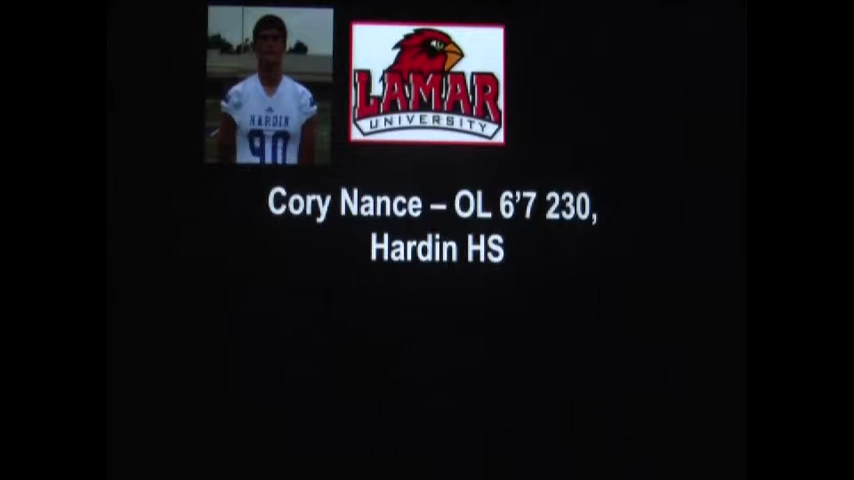 HARDIN
90
LAMAR
UNIVERSITY
Cory Nance – OL 6'7 230,
Hardin HS